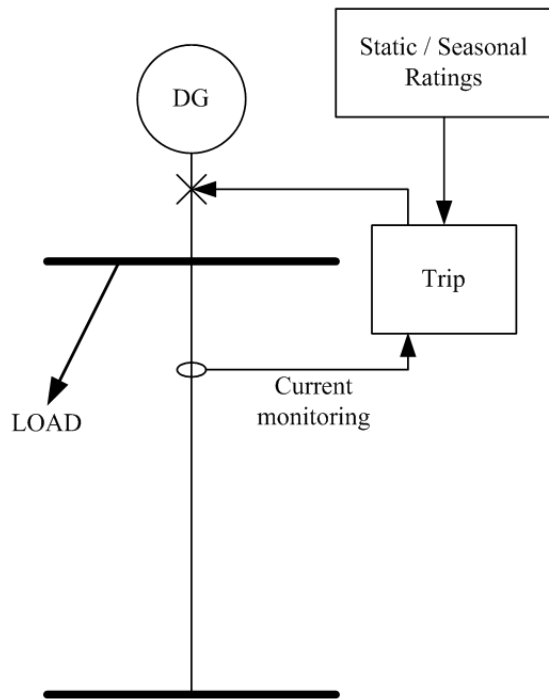 Static / Seasonal
Ratings
DG
Trip
Current
monitoring
LOAD